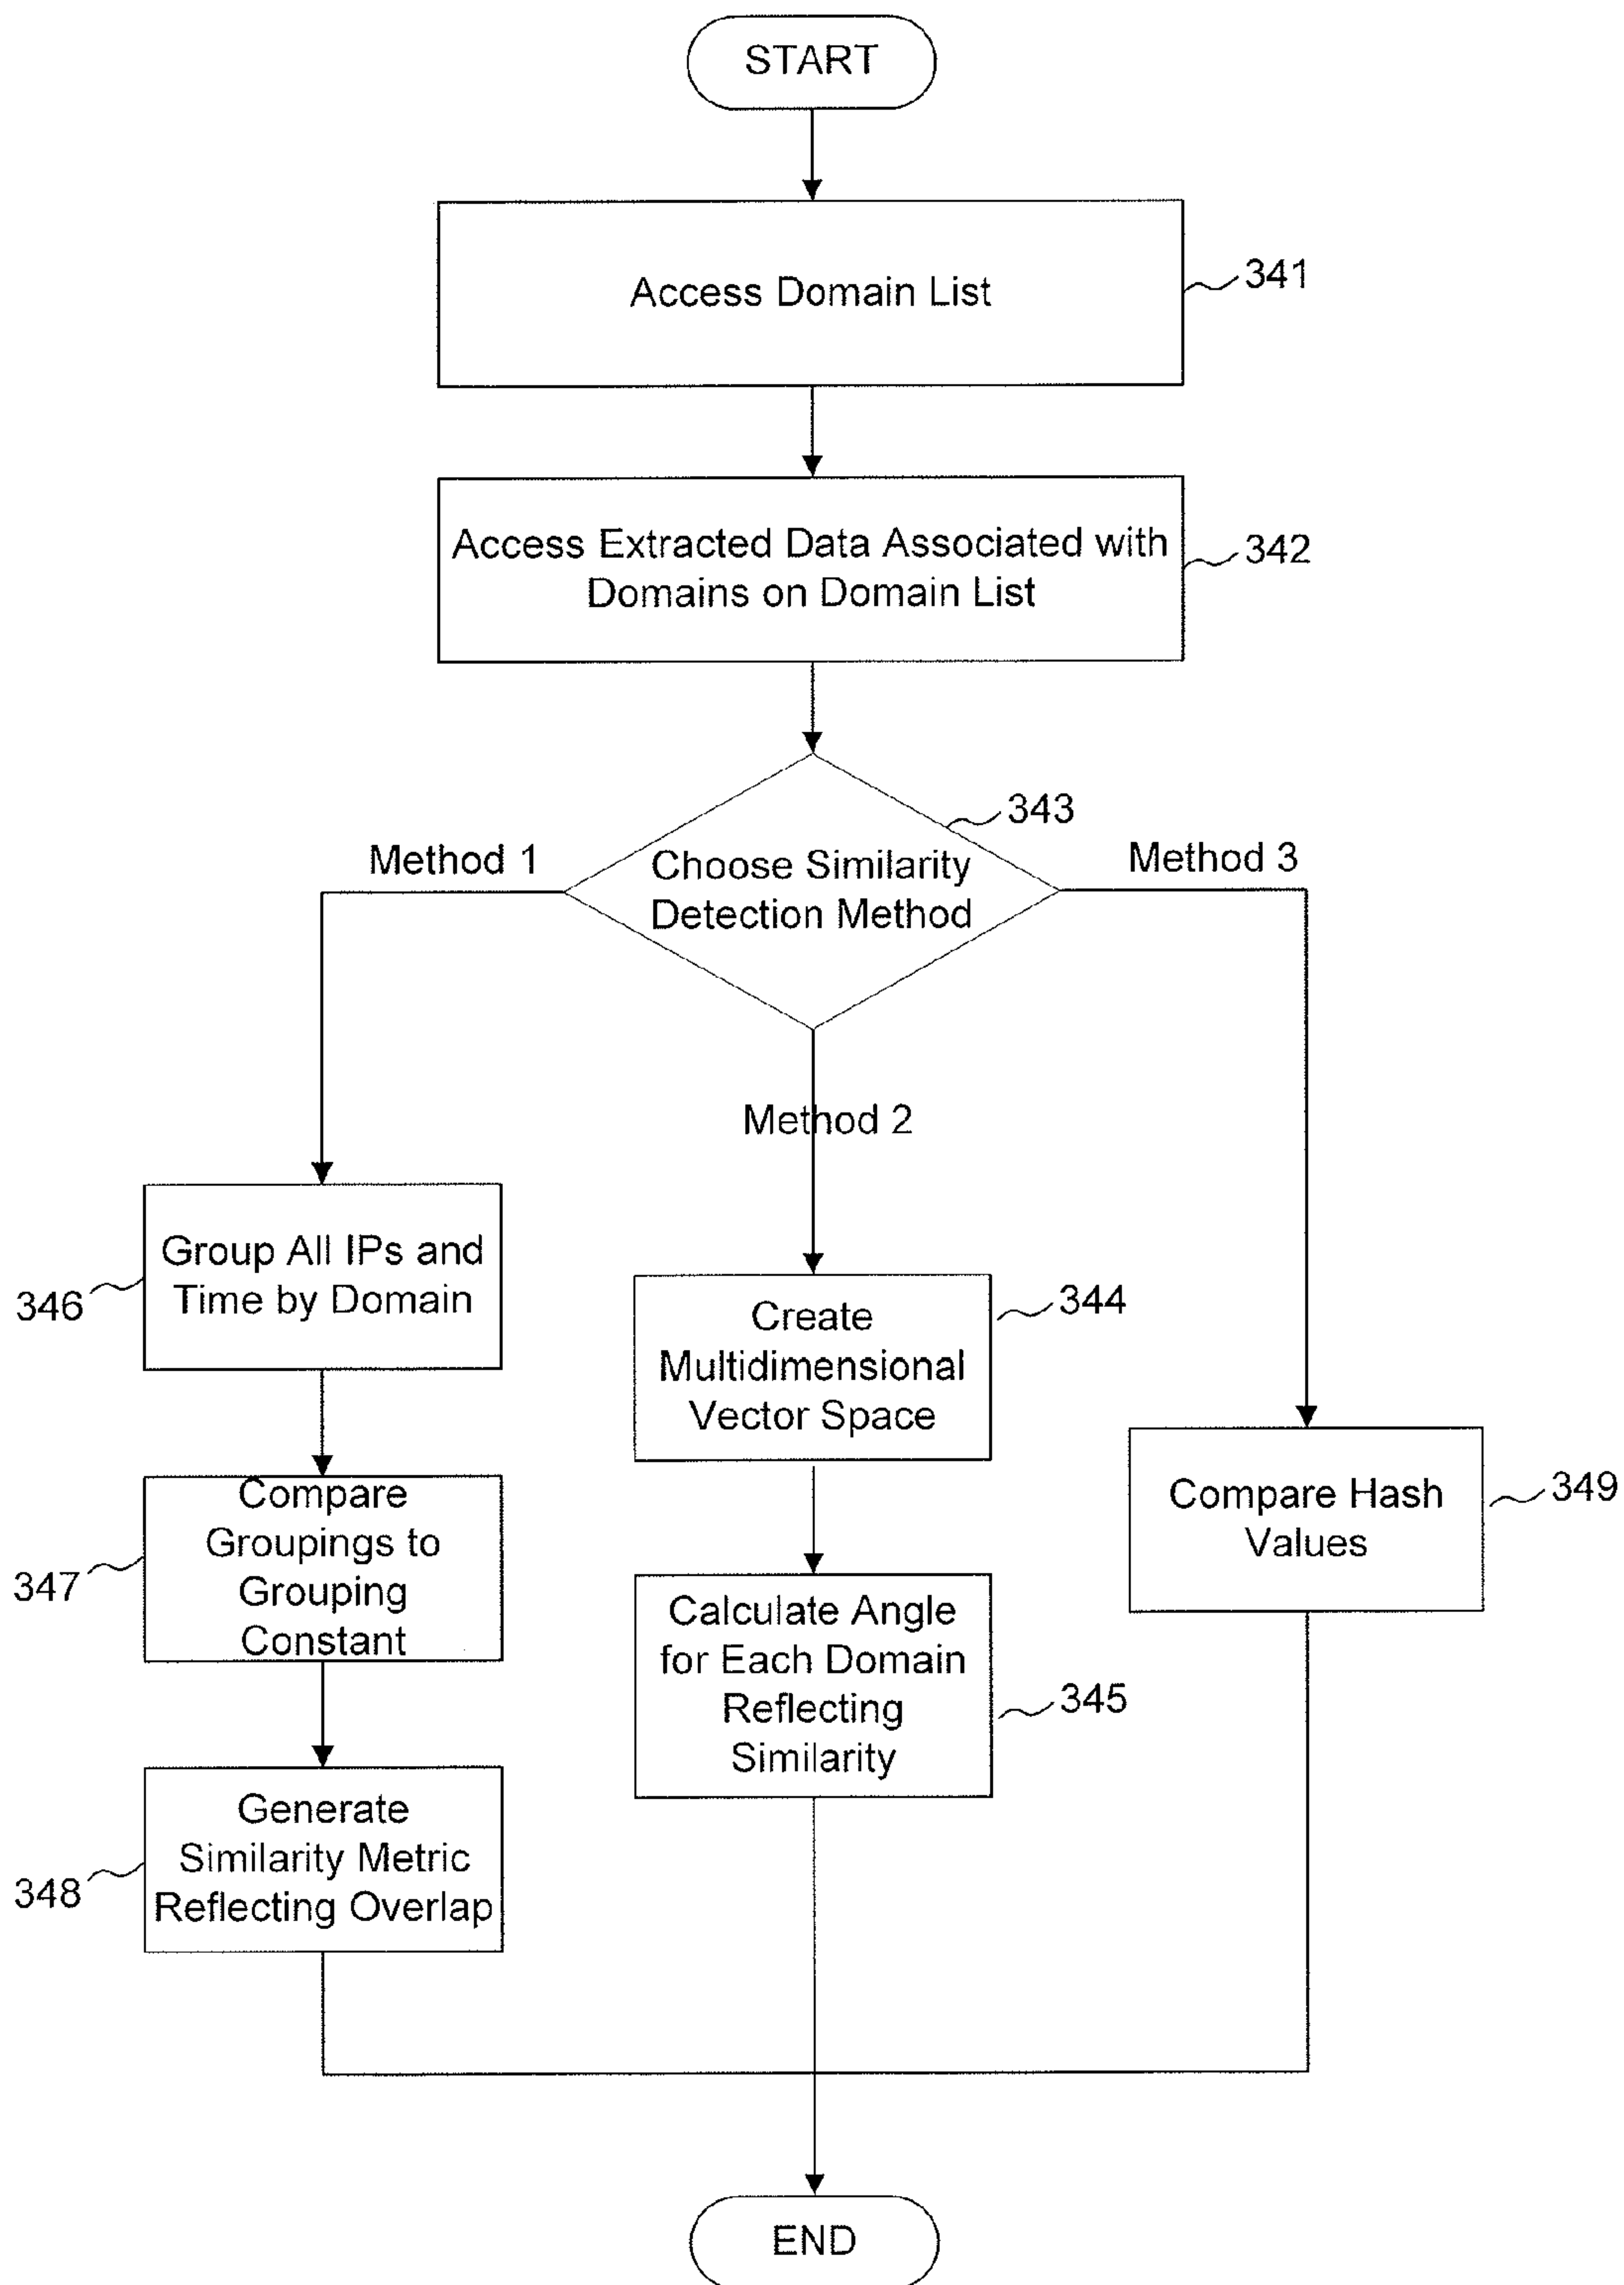 START
Access Domain List
341
Access Extracted Data Associated with
Domains on Domain List
342
343
Choose Similarity
Detection Method
Method 1
Method 3
Method 2
Group All IPs and
Time by Domain
346
Create
Multidimensional
Vector Space
344
Compare
Groupings to
Grouping
Constant
347
Compare Hash
Values
349
Calculate Angle
for Each Domain
Reflecting
Similarity
345
Generate
Similarity Metric
Reflecting Overlap
348
END